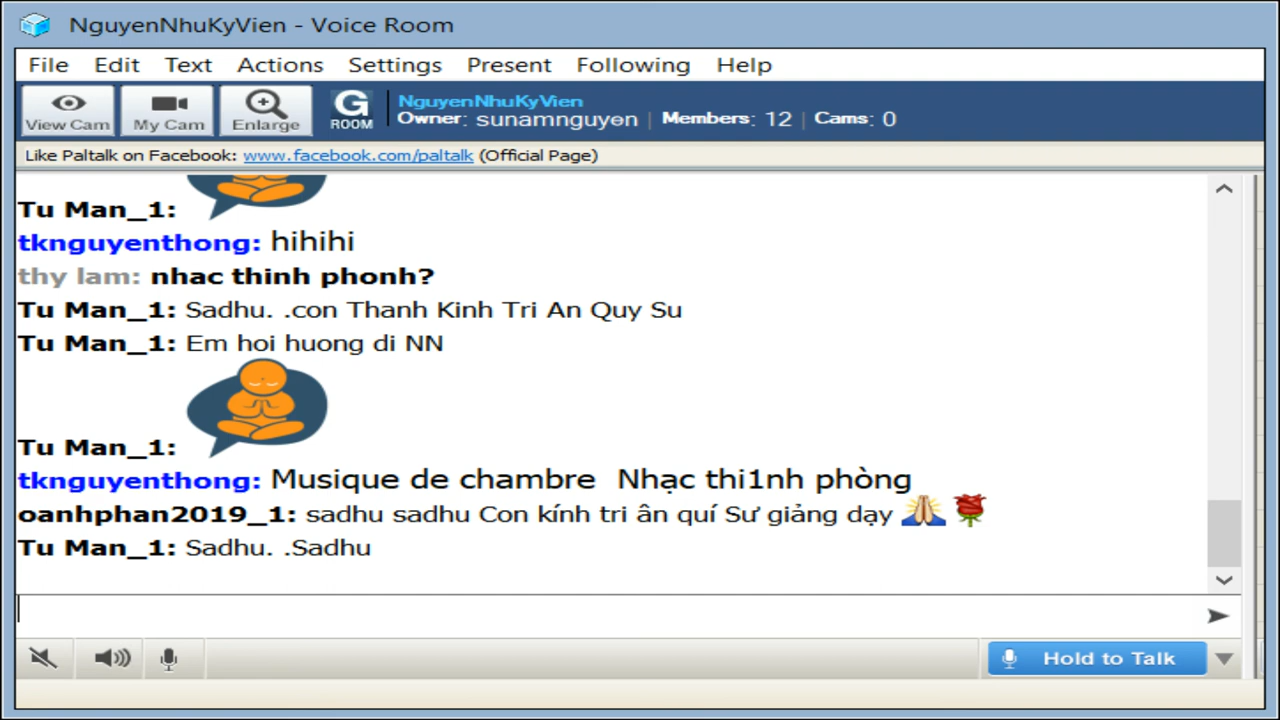 NguyenNhuKyVien - Voice Room
File Edit Text Actions Settings Present Following Help
View Cam My Cam Enlarge G ROOM
NguyenNhuKyVien
Owner: sunamnguyen | Members: 12 | Cams: 0
Like Paltalk on Facebook: www.facebook.com/paltalk (Official Page)
Tu Man_1:
tknguyenthong: hihihi
thy lam: nhac thinh phonh?
Tu Man_1: Sadhu. .con Thanh Kinh Tri An Quy Su
Tu Man_1: Em hoi huong di NN
Tu Man_1:
tknguyenthong: Musique de chambre  Nhạc thi1nh phòng
oanhphan2019_1: sadhu sadhu Con kính tri ân quí Sư giảng dạy 🙏🌹
Tu Man_1: Sadhu. .Sadhu
Hold to Talk